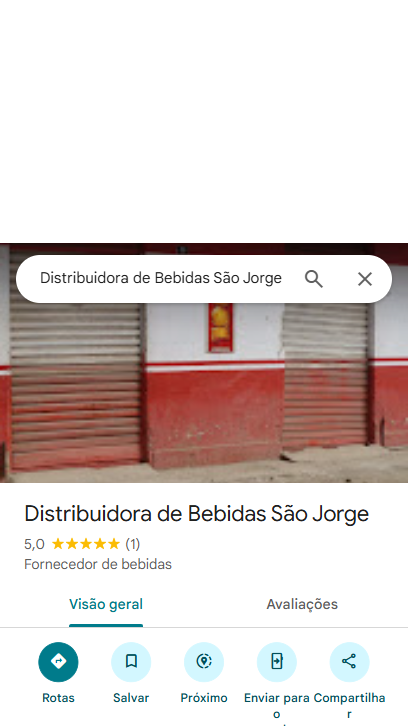 Distribuidora de Bebidas São Jorge
Distribuidora de Bebidas São Jorge
5,0 (1)
Fornecedor de bebidas
Visão geral
Avaliações
Rotas
Salvar
Próximo
Enviar para o
Compartilhar